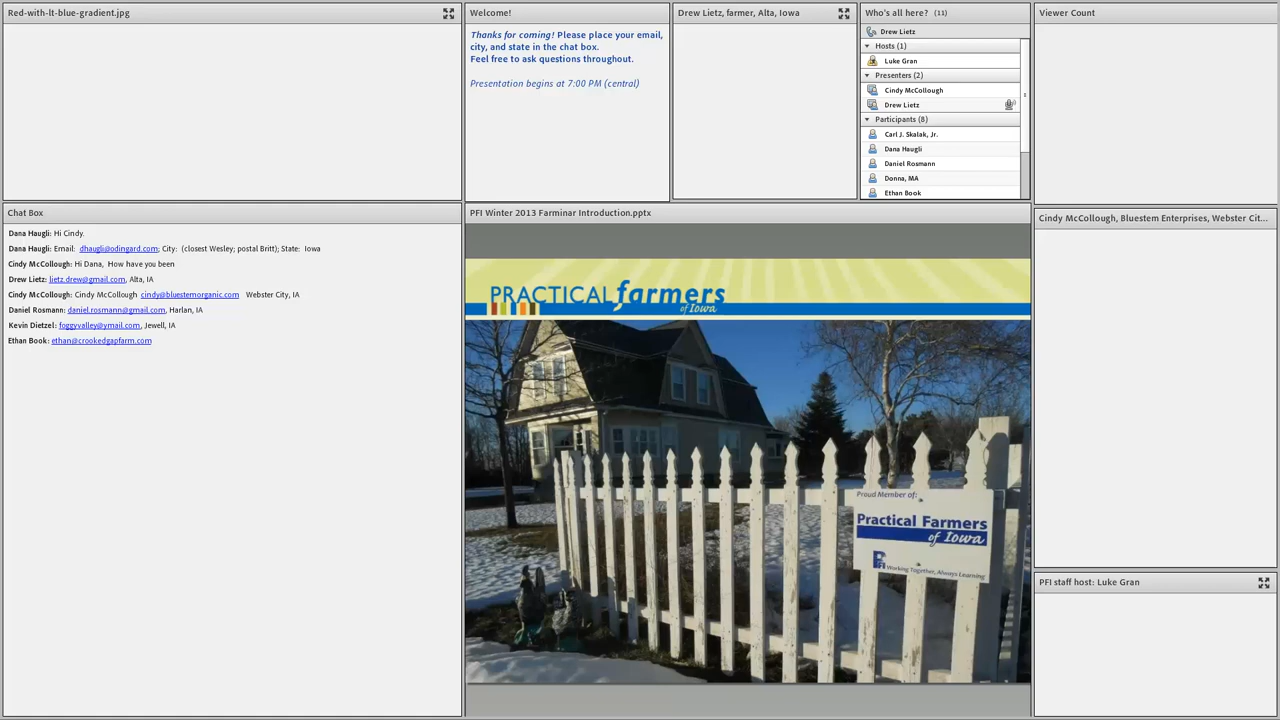 Red-with-lt-blue-gradient.jpg
Welcome!
Thanks for coming! Please place your email,
city, and state in the chat box.
Feel free to ask questions throughout.
Presentation begins at 7:00 PM (central)
Drew Lietz, farmer, Alta, Iowa
Who's all here? (11)
Drew Lietz
Hosts (1)
Luke Gran
Presenters (2)
Cindy McCollough
Drew Lietz
Participants (8)
Carl J. Skalak, Jr.
Dana Haugli
Daniel Rosmann
Donna, MA
Ethan Book
Viewer Count
Chat Box
Dana Haugli: Hi Cindy.
Dana Haugli: Email: dhaugli@odingard.com; City: (closest Wesley; postal Britt); State: Iowa
Cindy McCollough: Hi Dana, How have you been
Drew Lietz: lietz.drew@gmail.com, Alta, IA
Cindy McCollough: Cindy McCollough cindy@bluestemorganic.com Webster City, IA
Daniel Rosmann: daniel.rosmann@gmail.com, Harlan, IA
Kevin Dietzel: foggyvalley@ymail.com, Jewell, IA
Ethan Book: ethan@crookedgapfarm.com
PFI Winter 2013 Farminar Introduction.pptx
PRACTICAL farmers
of Iowa
Proud Member of:
Practical Farmers
of Iowa
Working Together, Always Learning
Cindy McCollough, Bluestem Enterprises, Webster Cit...
PFI staff host: Luke Gran